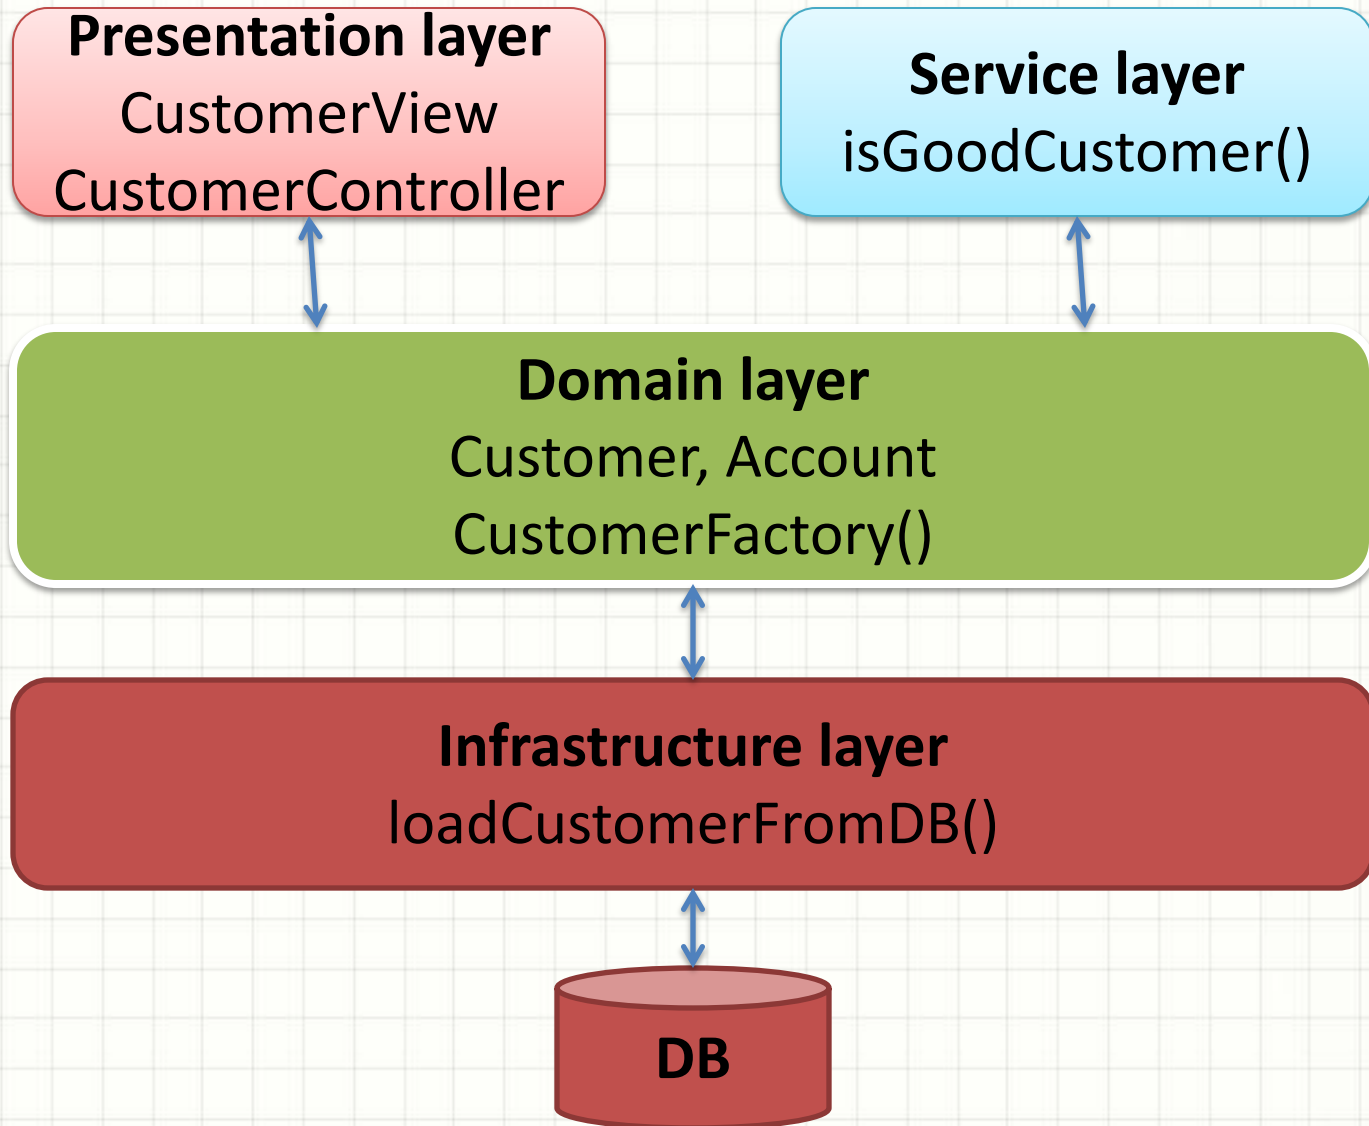 Presentation layer
CustomerView
CustomerController
Service layer
isGoodCustomer()
Domain layer
Customer, Account
CustomerFactory()
Infrastructure layer
loadCustomerFromDB()
DB